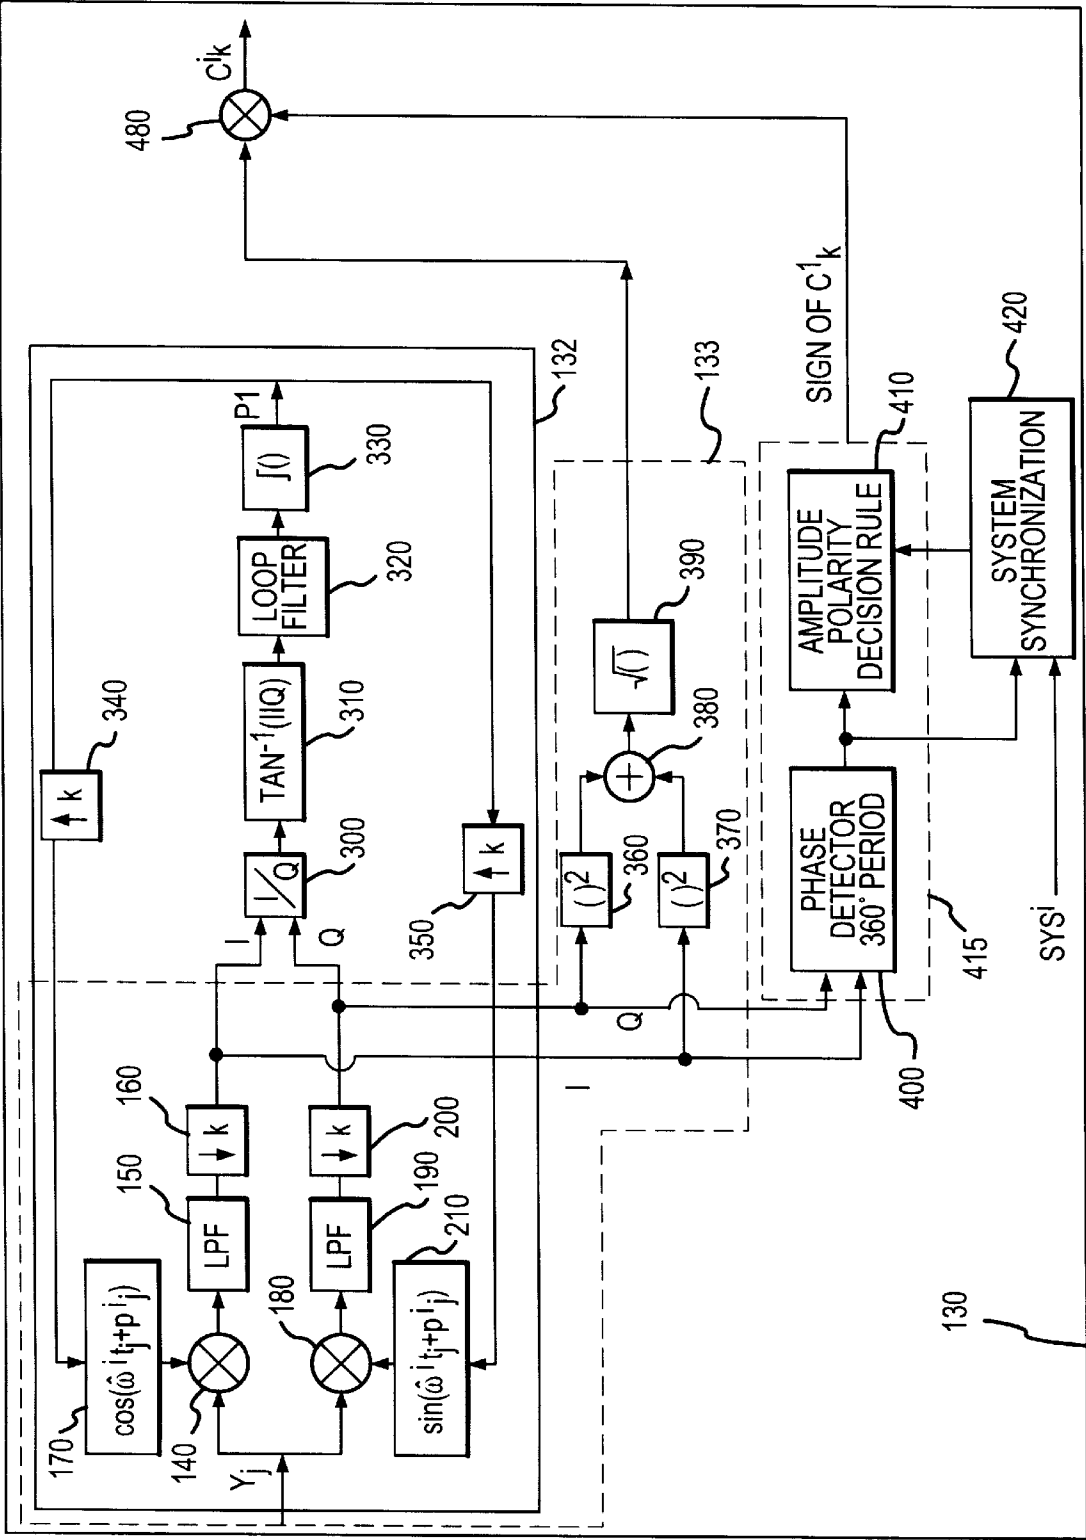 170
cos(ω̂ⁱtⱼ+pⁱⱼ)
140
Yⱼ
150
LPF
160
↓k
180
LPF
190
↓k
200
210
sin(ω̂ⁱtⱼ+pⁱⱼ)
I
Q
I/Q
300
TAN⁻¹(I/Q)
310
LOOP
FILTER
320
∫()
330
P1
↑k
340
↑k
350
132
I
Q
()²
360
()²
370
+
380
√()
390
133
PHASE
DETECTOR
360° PERIOD
400
AMPLITUDE
POLARITY
DECISION RULE
410
415
SYSTEM
SYNCHRONIZATION
420
SYSⁱ
SIGN OF C¹ₖ
480
Cⁱₖ
130